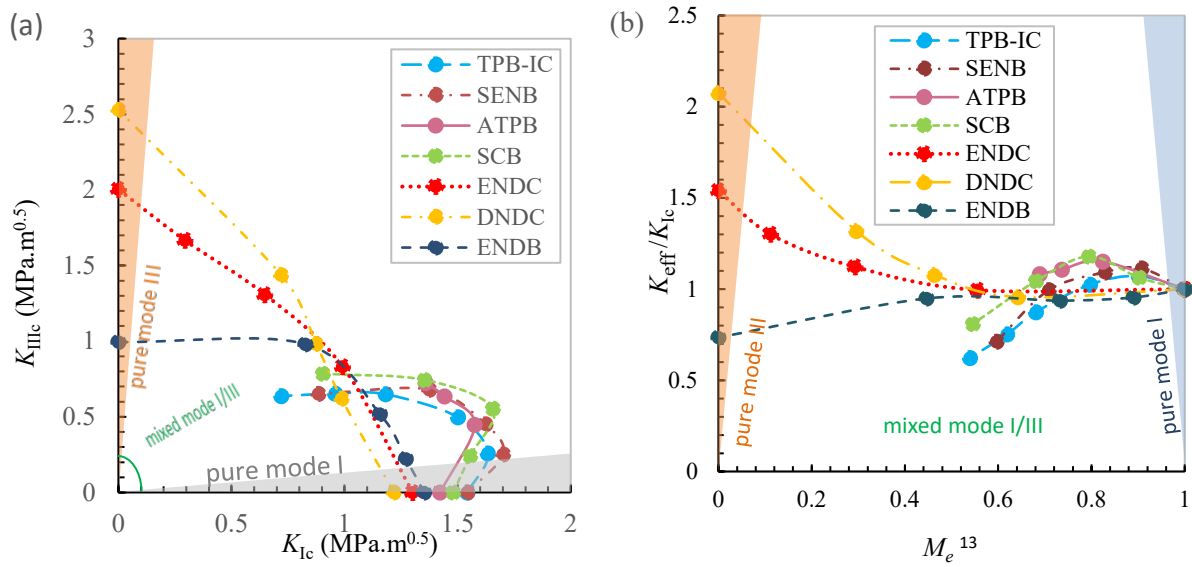 (a)
3
2.5
2
1.5
1
0.5
0
K_IIIc (MPa.m^0.5)
pure mode III
mixed mode I/III
pure mode I
TPB-IC
SENB
ATPB
SCB
ENDC
DNDC
ENDB
0 0.5 1 1.5 2
K_Ic (MPa.m^0.5)
(b)
2.5
2
1.5
1
0.5
0
K_eff/K_Ic
pure mode III
mixed mode I/III
pure mode I
TPB-IC
SENB
ATPB
SCB
ENDC
DNDC
ENDB
0 0.2 0.4 0.6 0.8 1
M_e^13